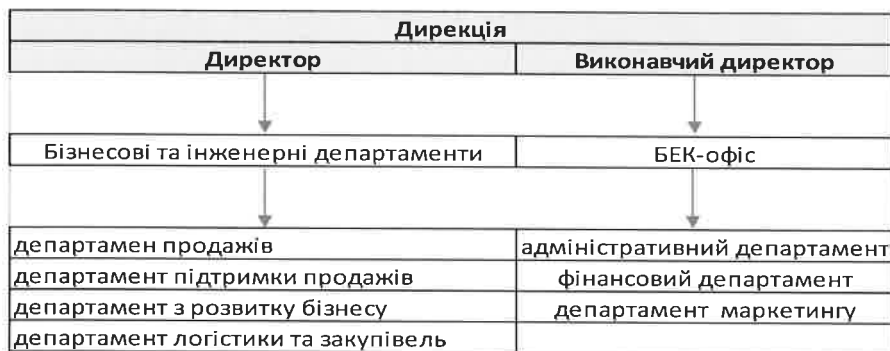 Дирекція
Директор Виконавчий директор
Бізнесові та інженерні департаменти БЕК-офіс
департамен продажів адміністративний департамент
департамент підтримки продажів фінансовий департамент
департамент з розвитку бізнесу департамент маркетингу
департамент логістики та закупівель